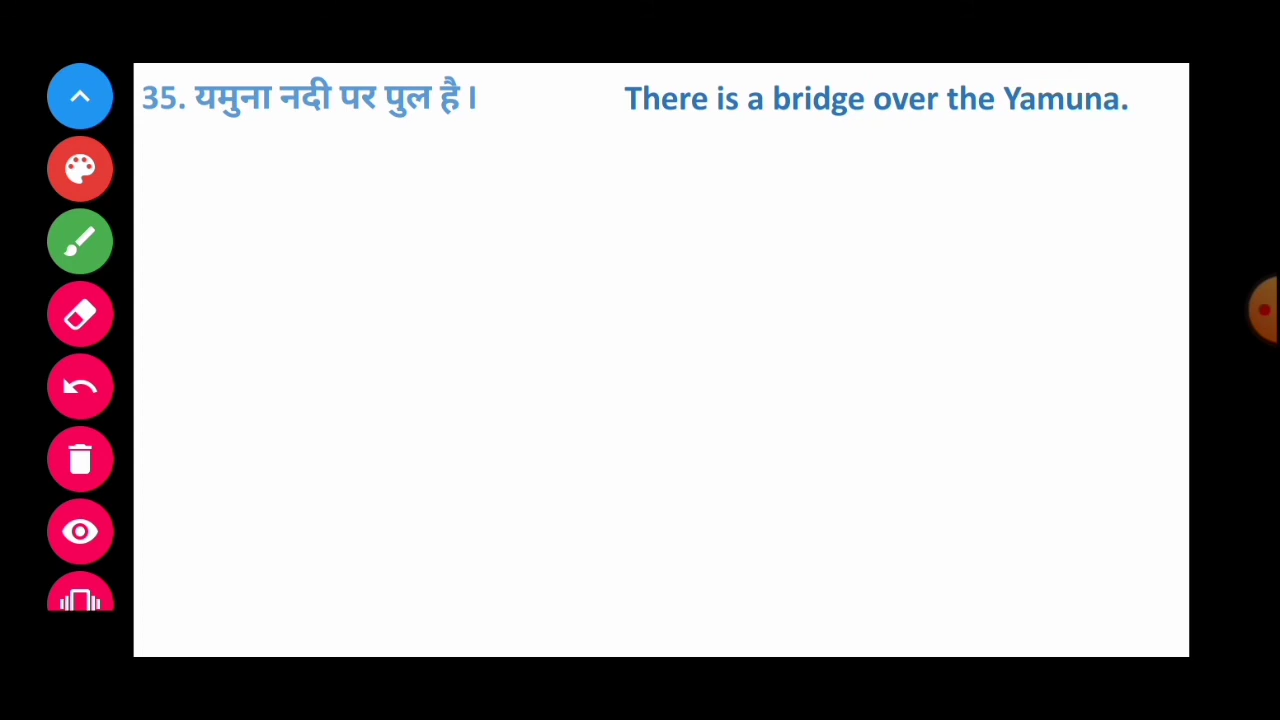 35. यमुना नदी पर पुल है। There is a bridge over the Yamuna.